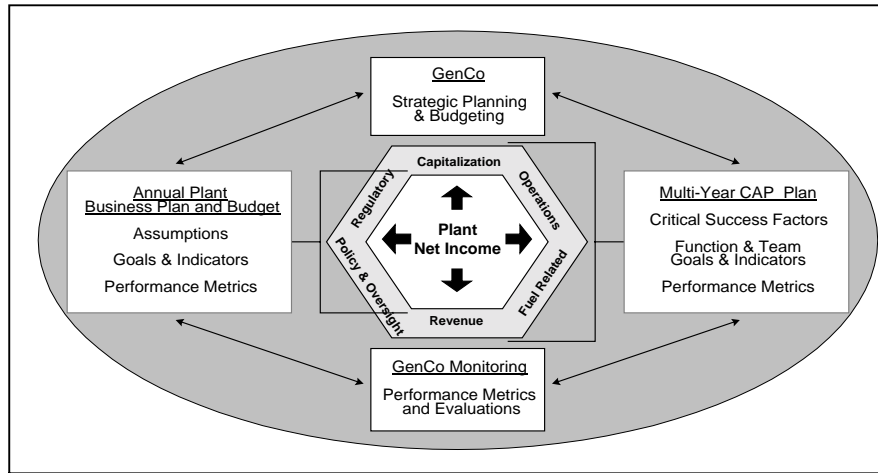 GenCo
Strategic Planning
& Budgeting
Annual Plant
Business Plan and Budget
Assumptions
Goals & Indicators
Performance Metrics
Capitalization
Regulatory
Operations
Plant
Net Income
Policy & Oversight
Fuel Related
Revenue
Multi-Year CAP Plan
Critical Success Factors
Function & Team
Goals & Indicators
Performance Metrics
GenCo Monitoring
Performance Metrics
and Evaluations